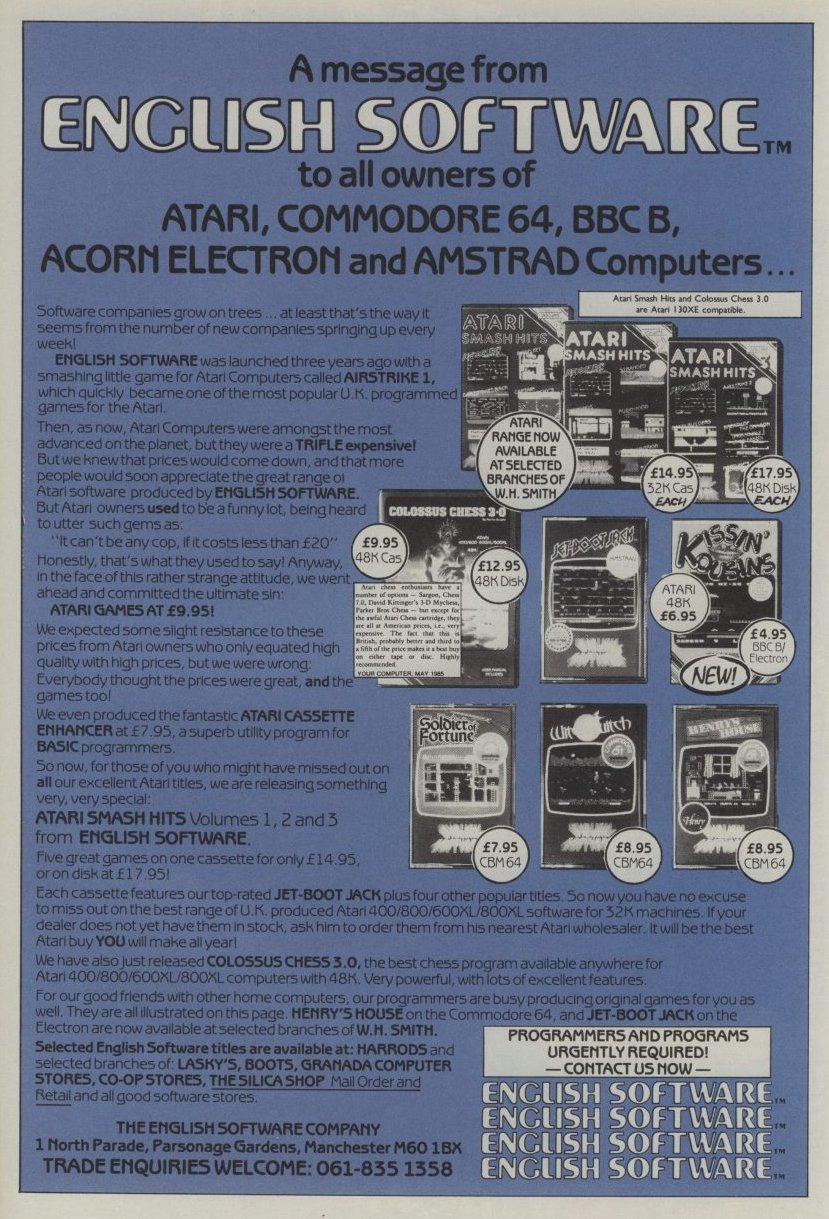 A message from
ENGLISH SOFTWARE™
to all owners of
ATARI, COMMODORE 64, BBC B,
ACORN ELECTRON and AMSTRAD Computers...
Software companies grow on trees ... at least that's the way it
seems from the number of new companies springing up every
week!
ENGLISH SOFTWARE was launched three years ago with a
smashing little game for Atari Computers called AIRSTRIKE 1,
which quickly became one of the most popular U.K. programmed
games for the Atari.
Then, as now, Atari Computers were amongst the most
advanced on the planet, but they were a TRIFLE expensive!
But we knew that prices would come down, and that more
people would soon appreciate the great range of
Atari software produced by ENGLISH SOFTWARE.
But Atari owners used to be a funny lot, being heard
to utter such gems as:
"It can't be any cop, if it costs less than £20"
Honestly, that's what they used to say! Anyway,
in the face of this rather strange attitude, we went
ahead and committed the ultimate sin:
ATARI GAMES AT £9.95!
We expected some slight resistance to these
prices from Atari owners who only equated high
quality with high prices, but we were wrong:
Everybody thought the prices were great, and the
games too!
We even produced the fantastic ATARI CASSETTE
ENHANCER at £7.95, a superb utility program for
BASIC programmers.
So now, for those of you who might have missed out on
all our excellent Atari titles, we are releasing something
very, very special:
ATARI SMASH HITS Volumes 1, 2 and 3
from ENGLISH SOFTWARE.
Five great games on one cassette for only £14.95,
or on disk at £17.95!
Each cassette features our top-rated JET-BOOT JACK plus four other popular titles. So now you have no excuse
to miss out on the best range of U.K. produced Atari 400/800/600XL/800XL software for 32K machines. If your
dealer does not yet have them in stock, ask him to order them from his nearest Atari wholesaler. It will be the best
Atari buy YOU will make all year!
We have also just released COLOSSUS CHESS 3.0, the best chess program available anywhere for
Atari 400/800/600XL/800XL computers with 48K. Very powerful, with lots of excellent features.
For our good friends with other home computers, our programmers are busy producing original games for you as
well. They are all illustrated on this page. HENRY'S HOUSE on the Commodore 64, and JET-BOOT JACK on the
Electron are now available at selected branches of W.H. SMITH.
Selected English Software titles are available at: HARRODS and
selected branches of: LASKY'S, BOOTS, GRANADA COMPUTER
STORES, CO-OP STORES, THE SILICA SHOP Mail Order and
Retail and all good software stores.
THE ENGLISH SOFTWARE COMPANY
1 North Parade, Parsonage Gardens, Manchester M60 1BX
TRADE ENQUIRIES WELCOME: 061-835 1358
Atari Smash Hits and Colossus Chess 3.0
are Atari 130XE compatible.
ATARI
SMASH HITS
ATARI
SMASH HITS
ATARI
SMASH HITS
3
ATARI
RANGE NOW
AVAILABLE
AT SELECTED
BRANCHES OF
W.H. SMITH
£14.95
32K Cas
EACH
£17.95
48K Disk
EACH
COLOSSUS CHESS 3·0
£9.95
48K Cas
£12.95
48K Disk
Atari chess enthusiasts have a
number of options — Sargon, Chess
7.0, David Kittinger's 3-D Mychess,
Parker Bros Chess — but except for
the awful Atari Chess cartridge, they
are all at American prices, i.e., very
expensive. The fact that this is
British, probably better and third to
a fifth of the price makes it a best buy
on either tape or disc. Highly
recommended.
YOUR COMPUTER, MAY 1985
JET-BOOT JACK
AMSTRAD
KISSIN'
KOUSINS
ATARI
48K
£6.95
£4.95
BBC B/
Electron
NEW!
Soldier of
Fortune
£7.95
CBM 64
Witch Switch
£8.95
CBM64
HENRY'S
HOUSE
Henry
£8.95
CBM 64
PROGRAMMERS AND PROGRAMS
URGENTLY REQUIRED!
— CONTACT US NOW —
ENGLISH SOFTWARE™
ENGLISH SOFTWARE™
ENGLISH SOFTWARE™
ENGLISH SOFTWARE™